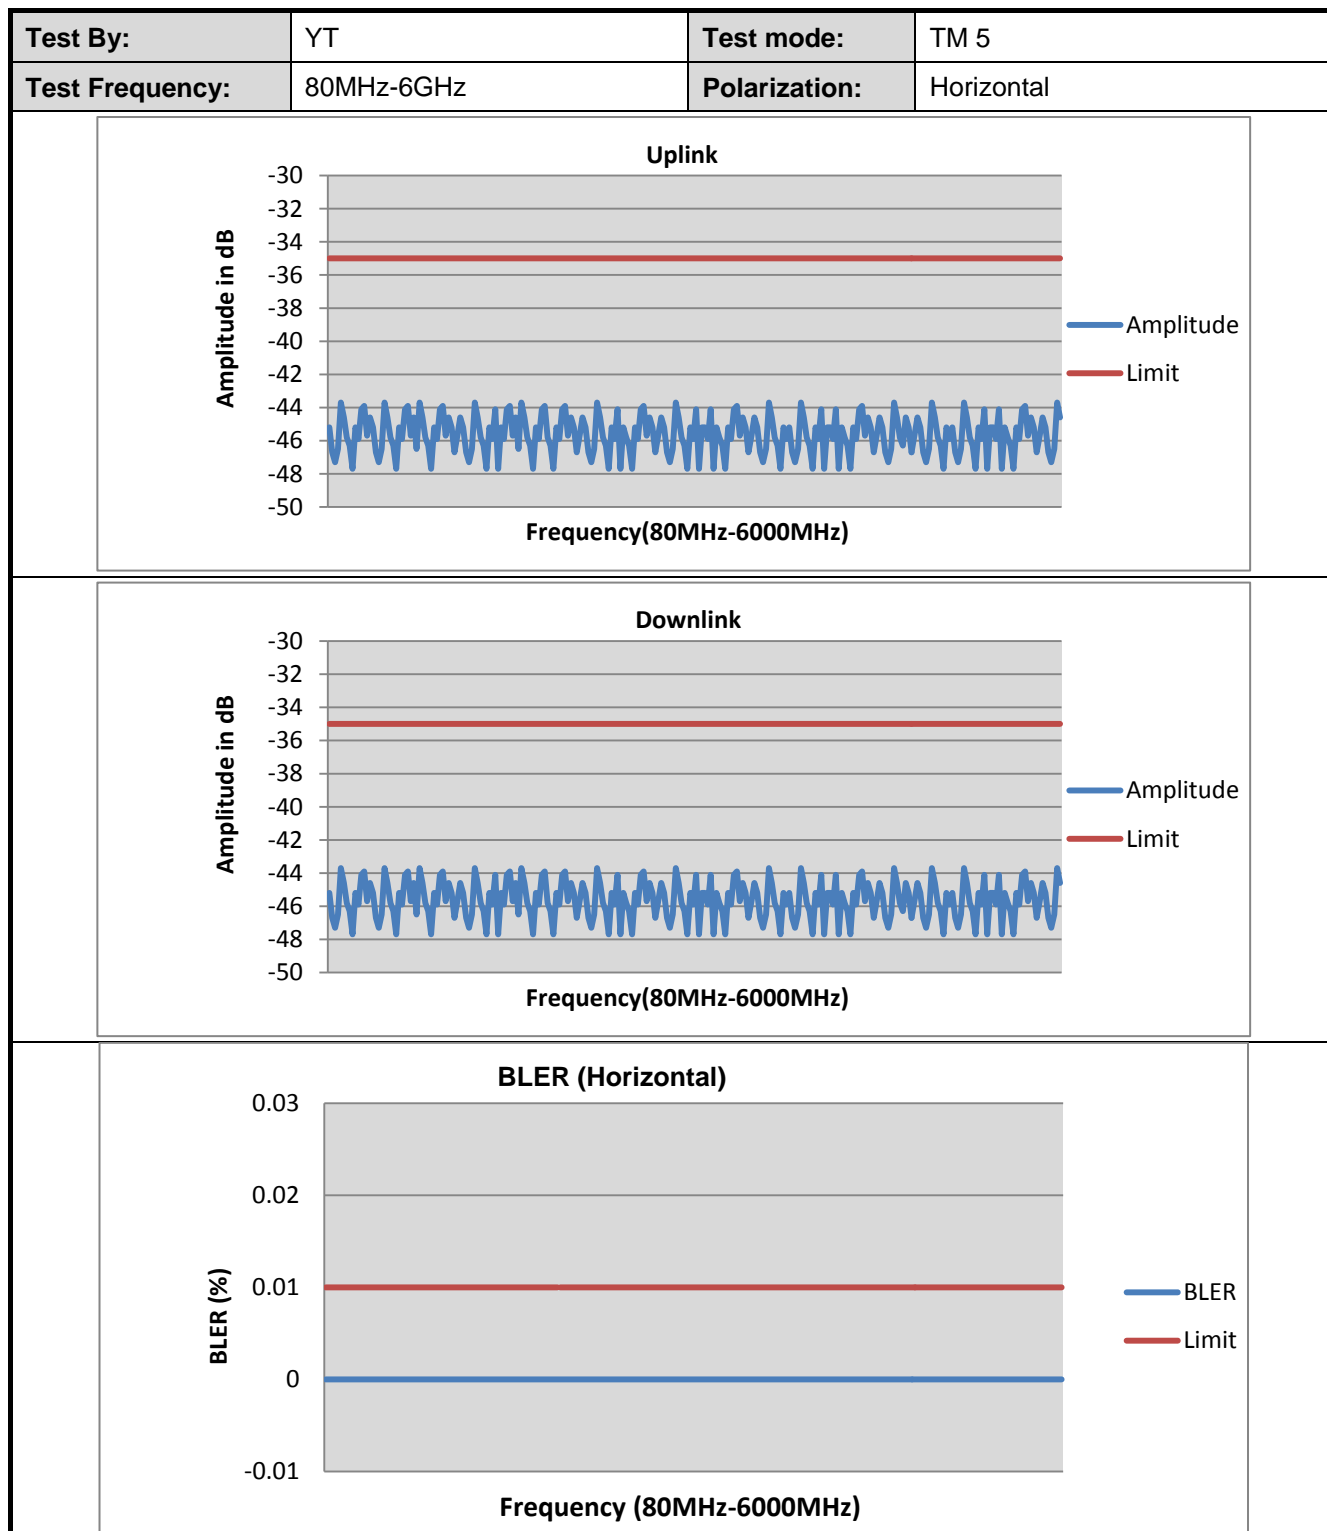 Test By: YT Test mode: TM 5
Test Frequency: 80MHz-6GHz Polarization: Horizontal
Uplink
-30
-32
-34
-36
-38
-40
-42
-44
-46
-48
-50
Amplitude in dB
Amplitude
Limit
Frequency(80MHz-6000MHz)
Downlink
-30
-32
-34
-36
-38
-40
-42
-44
-46
-48
-50
Amplitude in dB
Amplitude
Limit
Frequency(80MHz-6000MHz)
BLER (Horizontal)
0.03
0.02
0.01
0
-0.01
BLER (%)
BLER
Limit
Frequency (80MHz-6000MHz)